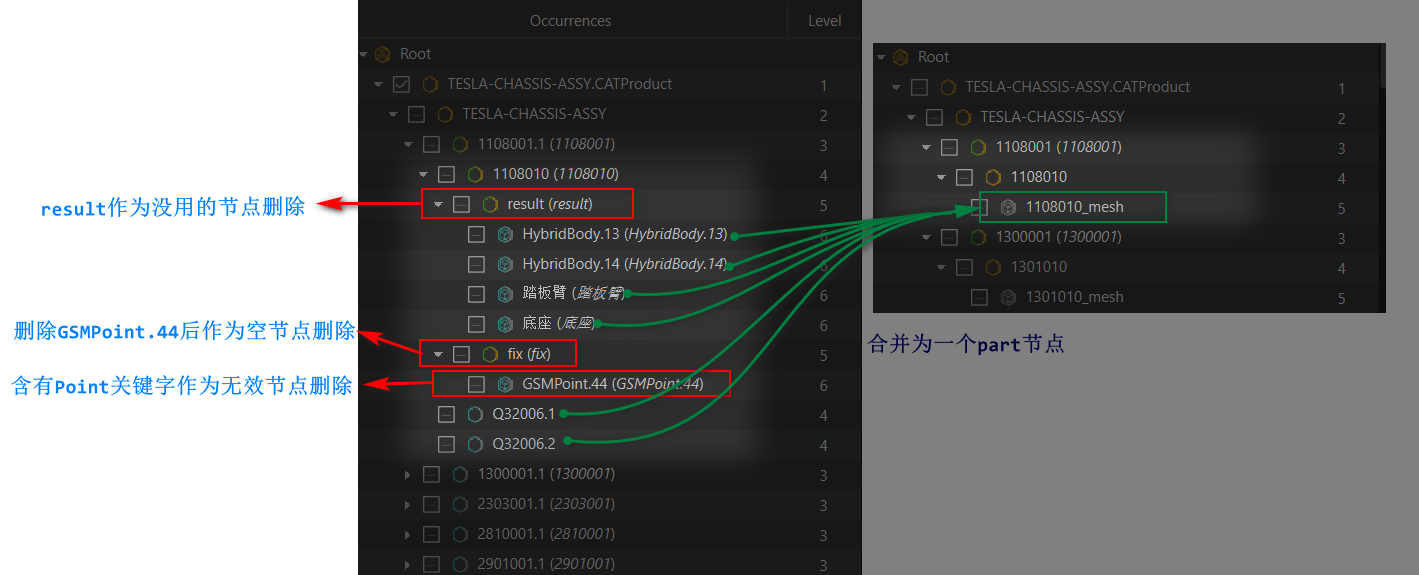 Occurrences Level
Root
TESLA-CHASSIS-ASSY.CATProduct 1
TESLA-CHASSIS-ASSY 2
1108001.1 (1108001) 3
1108010 (1108010) 4
result (result) 5
HybridBody.13 (HybridBody.13) 6
HybridBody.14 (HybridBody.14) 6
踏板臂 (踏板臂) 6
底座 (底座) 6
fix (fix) 5
GSMPoint.44 (GSMPoint.44) 6
Q32006.1 4
Q32006.2 4
1300001.1 (1300001) 3
2303001.1 (2303001) 3
2810001.1 (2810001) 3
2901001.1 (2901001) 3
result作为没用的节点删除
删除GSMPoint.44后作为空节点删除
含有Point关键字作为无效节点删除
Root
TESLA-CHASSIS-ASSY.CATProduct 1
TESLA-CHASSIS-ASSY 2
1108001 (1108001) 3
1108010 4
1108010_mesh 5
1300001 (1300001) 3
1301010 4
1301010_mesh 5
合并为一个part节点